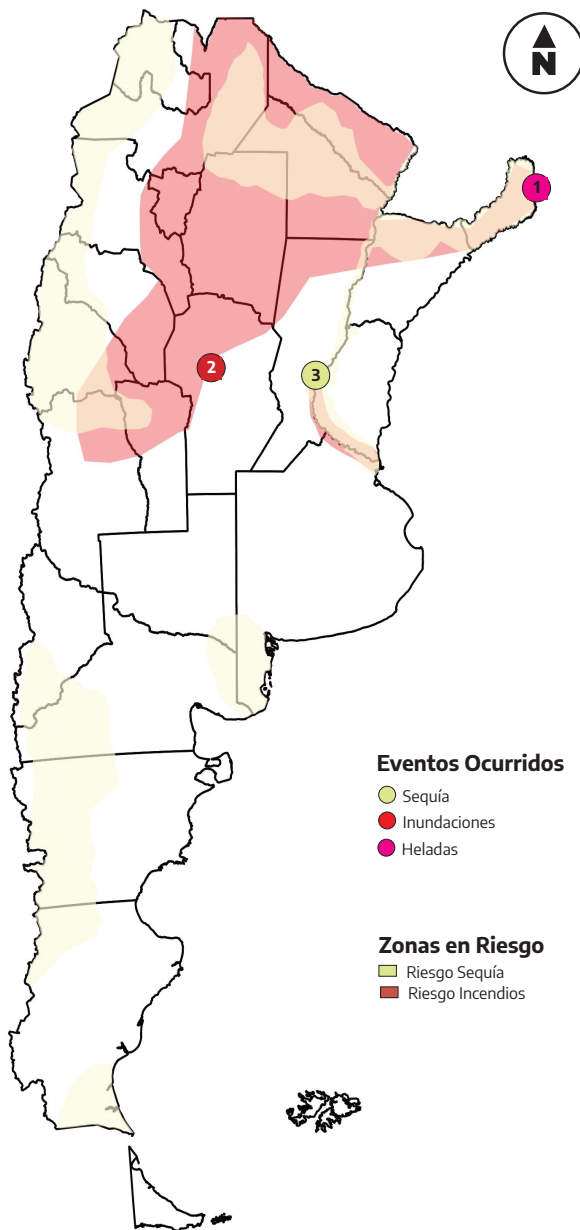 N
1
2
3
Eventos Ocurridos
Sequía
Inundaciones
Heladas
Zonas en Riesgo
Riesgo Sequía
Riesgo Incendios